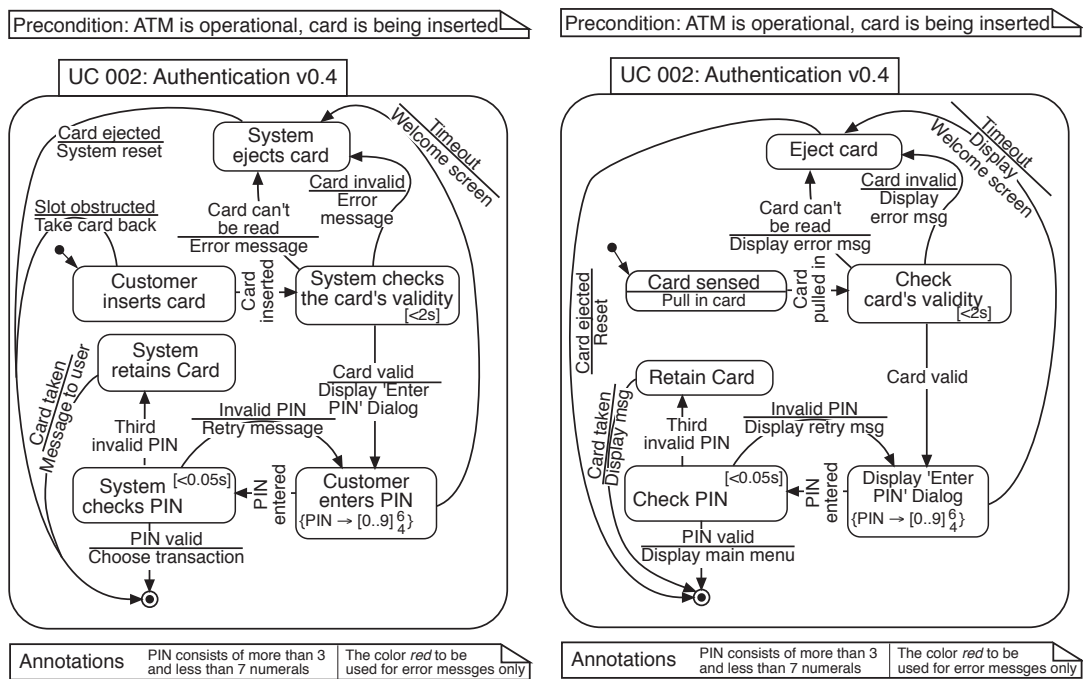 Precondition: ATM is operational, card is being inserted
UC 002: Authentication v0.4
Card ejected
System reset
System
ejects card
Timeout
Welcome screen
Card invalid
Error
message
Slot obstructed
Take card back
Card can't
be read
Error message
Customer
inserts card
Card
inserted
System checks
the card's validity
[<2s]
System
retains Card
Card taken
Message to user
Card valid
Display 'Enter
PIN' Dialog
Third
invalid PIN
Invalid PIN
Retry message
[<0.05s]
System
checks PIN
PIN
entered
Customer
enters PIN
{PIN → [0..9] 6 4 }
PIN valid
Choose transaction
Annotations
PIN consists of more than 3
and less than 7 numerals
The color red to be
used for error messges only
Precondition: ATM is operational, card is being inserted
UC 002: Authentication v0.4
Eject card
Timeout
Display
Welcome screen
Card invalid
Display
error msg
Card can't
be read
Display error msg
Card sensed
Pull in card
Card
pulled in
Check
card's validity
[<2s]
Card ejected
Reset
Retain Card
Card taken
Display msg
Card valid
Third
invalid PIN
Invalid PIN
Display retry msg
[<0.05s]
Check PIN
PIN
entered
Display 'Enter
PIN' Dialog
{PIN → [0..9] 6 4 }
PIN valid
Display main menu
Annotations
PIN consists of more than 3
and less than 7 numerals
The color red to be
used for error messges only